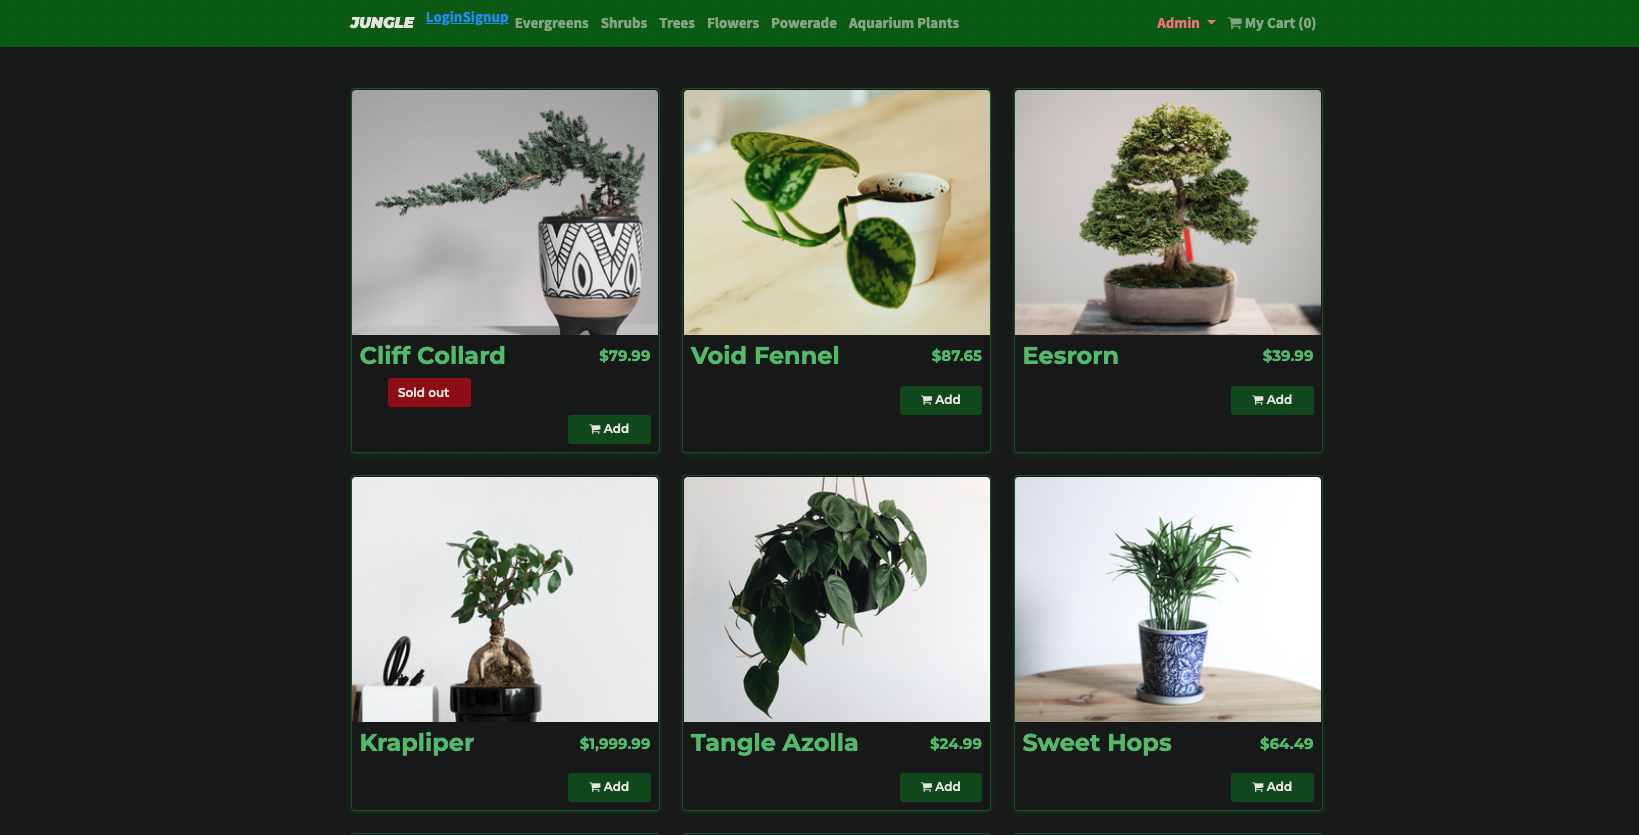 JUNGLE LoginSignup Evergreens Shrubs Trees Flowers Powerade Aquarium Plants Admin My Cart (0)
Cliff Collard $79.99
Sold out
Add
Void Fennel $87.65
Add
Eesrorn $39.99
Add
Krapliper $1,999.99
Add
Tangle Azolla $24.99
Add
Sweet Hops $64.49
Add